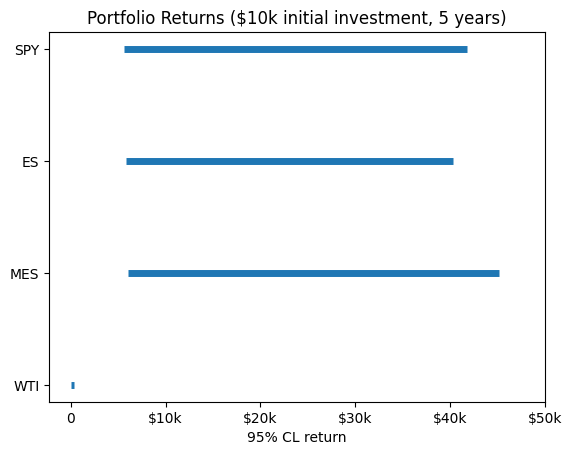 Portfolio Returns ($10k initial investment, 5 years)
SPY
ES
MES
WTI
0 $10k $20k $30k $40k $50k
95% CL return